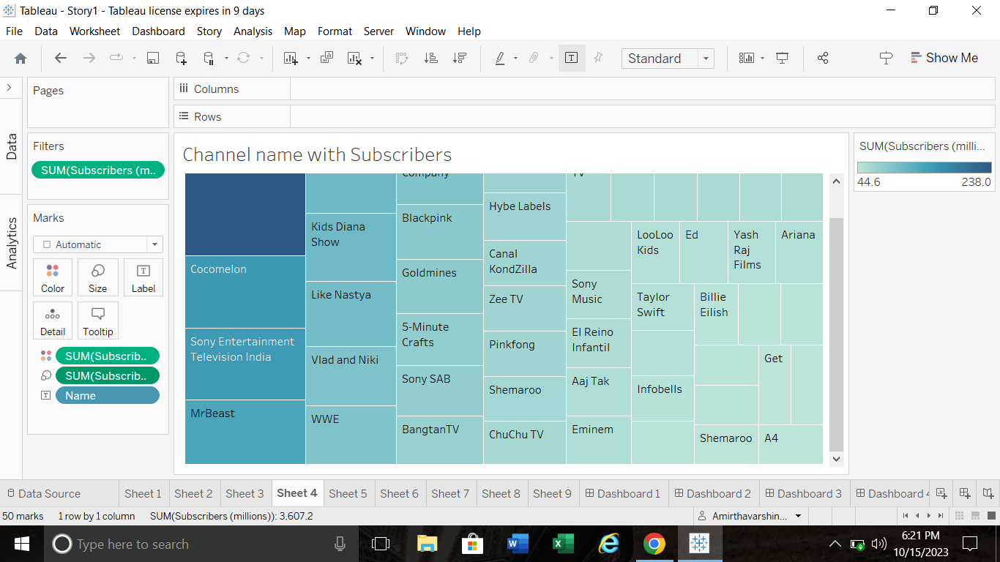 Tableau - Story1 - Tableau license expires in 9 days
File Data Worksheet Dashboard Story Analysis Map Format Server Window Help
Standard
Show Me
Data
Analytics
Pages
Columns
Rows
Filters
SUM(Subscribers (m..
Marks
Automatic
Color
Size
Label
Detail
Tooltip
SUM(Subscrib..
SUM(Subscrib..
Name
Channel name with Subscribers
Cocomelon
Sony Entertainment
Television India
MrBeast
Kids Diana
Show
Like Nastya
Vlad and Niki
WWE
Company
Blackpink
Goldmines
5-Minute
Crafts
Sony SAB
BangtanTV
Hybe Labels
Canal
KondZilla
Zee TV
Pinkfong
Shemaroo
ChuChu TV
TV
Sony
Music
El Reino
Infantil
Aaj Tak
Eminem
LooLoo
Kids
Ed
Yash
Raj
Films
Ariana
Taylor
Swift
Billie
Eilish
Infobells
Get
Shemaroo
A4
SUM(Subscribers (milli...
44.6 238.0
Data Source Sheet 1 Sheet 2 Sheet 3 Sheet 4 Sheet 5 Sheet 6 Sheet 7 Sheet 8 Sheet 9 Dashboard 1 Dashboard 2 Dashboard 3 Dashboard 4
50 marks 1 row by 1 column SUM(Subscribers (millions)): 3,607.2 Amirthavarshin...
Type here to search
6:21 PM
10/15/2023